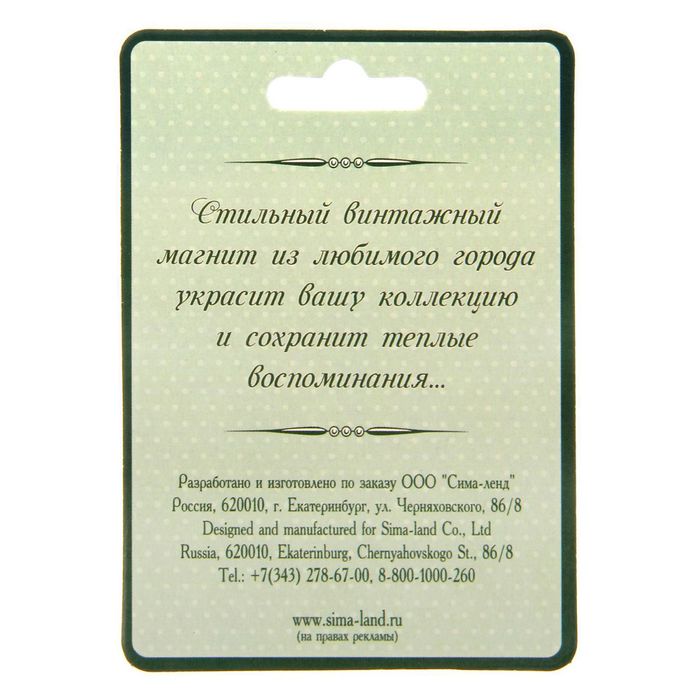 Стильный винтажный
магнит из любимого города
украсит вашу коллекцию
и сохранит теплые
воспоминания...
Разработано и изготовлено по заказу ООО "Сима-ленд"
Россия, 620010, г. Екатеринбург, ул. Черняховского, 86/8
Designed and manufactured for Sima-land Co., Ltd
Russia, 620010, Ekaterinburg, Chernyahovskogo St., 86/8
Tel.: +7(343) 278-67-00, 8-800-1000-260
www.sima-land.ru
(на правах рекламы)